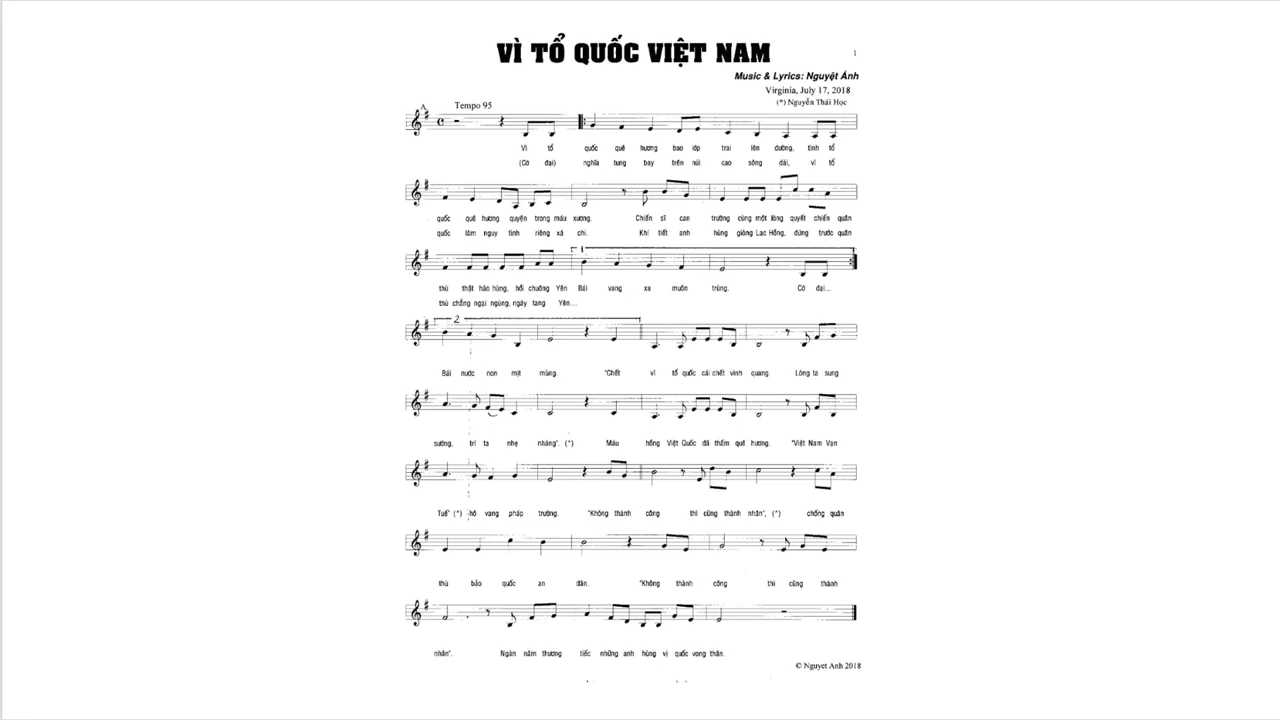 VÌ TỔ QUỐC VIỆT NAM
1
Music & Lyrics: Nguyệt Ánh
Virginia, July 17, 2018
(*) Nguyễn Thái Học
A.
Tempo 95
Vì tổ quốc quê hương bao lớp trai lên đường, tình tổ
(Cờ đại) nghĩa tung bay trên núi cao sông dài, vì tổ
quốc quê hương quyện trong máu xương. Chiến sĩ can trường cùng một lòng quyết chiến quân
quốc lâm nguy tình riêng xá chi. Khí tiết anh hùng giòng Lạc Hồng, đứng trước quân
1
thù thật hào hùng, hồi chuông Yên Bái vang xa muôn trùng. Cờ đại...
thù chẳng ngại ngùng, ngày tang Yên...
2
Bái nước non mịt mùng. "Chết vì tổ quốc cái chết vinh quang. Lòng ta sung
sướng, trí ta nhẹ nhàng". (*) Máu hồng Việt Quốc đã thấm quê hương. "Việt Nam Vạn
Tuế" (*) hô vang pháp trường. "Không thành công thì cũng thành nhân", (*) chống quân
thù bảo quốc an dân. "Không thành công thì cũng thành
nhân". Ngàn năm thương tiếc những anh hùng vị quốc vong thân.
© Nguyet Anh 2018